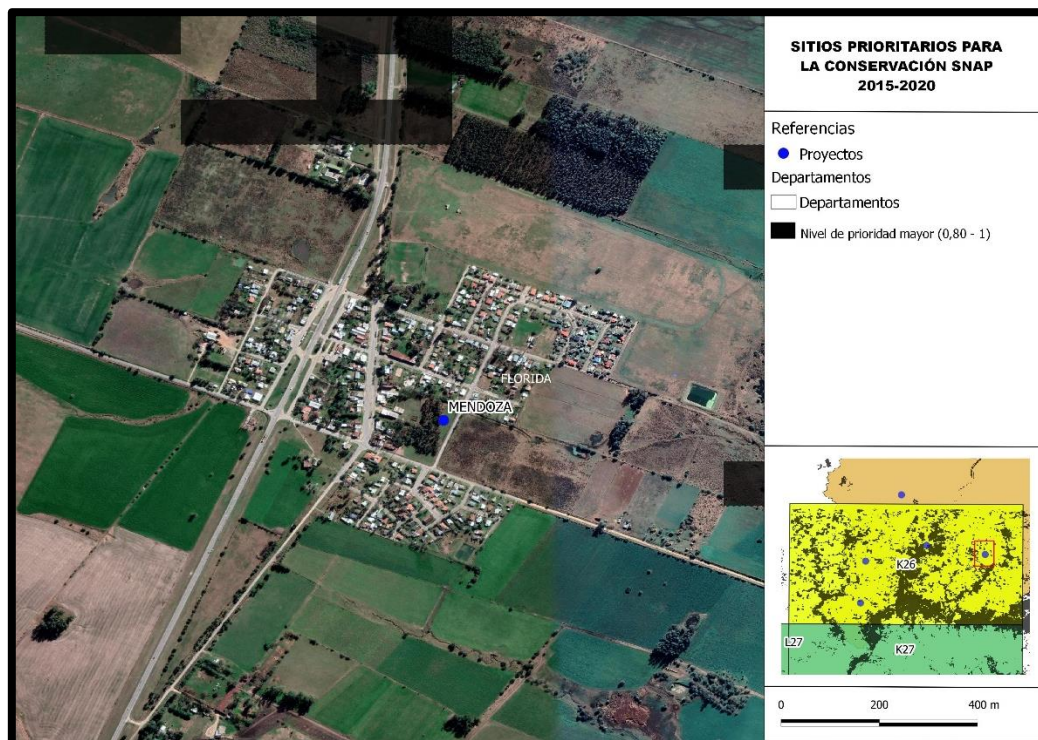 SITIOS PRIORITARIOS PARA
LA CONSERVACIÓN SNAP
2015-2020
Referencias
Proyectos
Departamentos
Departamentos
Nivel de prioridad mayor (0,80 - 1)
FLORIDA
MENDOZA
K26
L27
K27
0 200 400 m